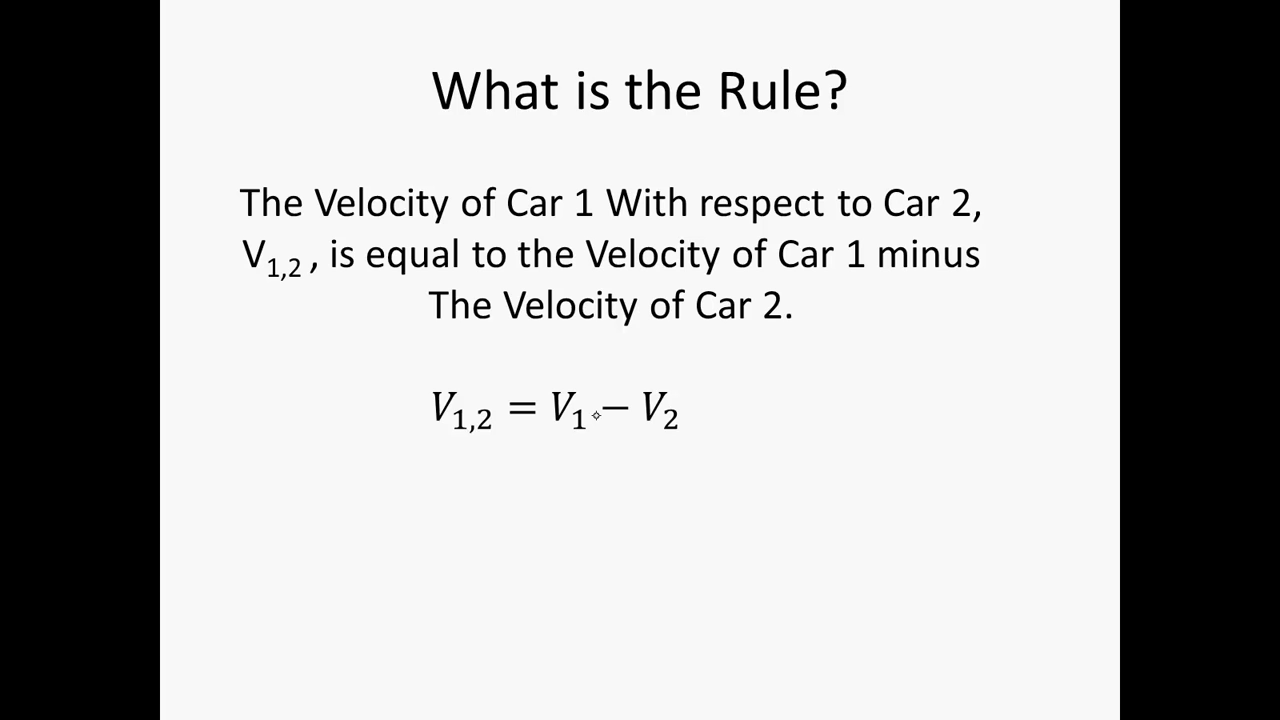 What is the Rule?
The Velocity of Car 1 With respect to Car 2,
V₁,₂ , is equal to the Velocity of Car 1 minus
The Velocity of Car 2.
𝑉₁,₂ = 𝑉₁ − 𝑉₂